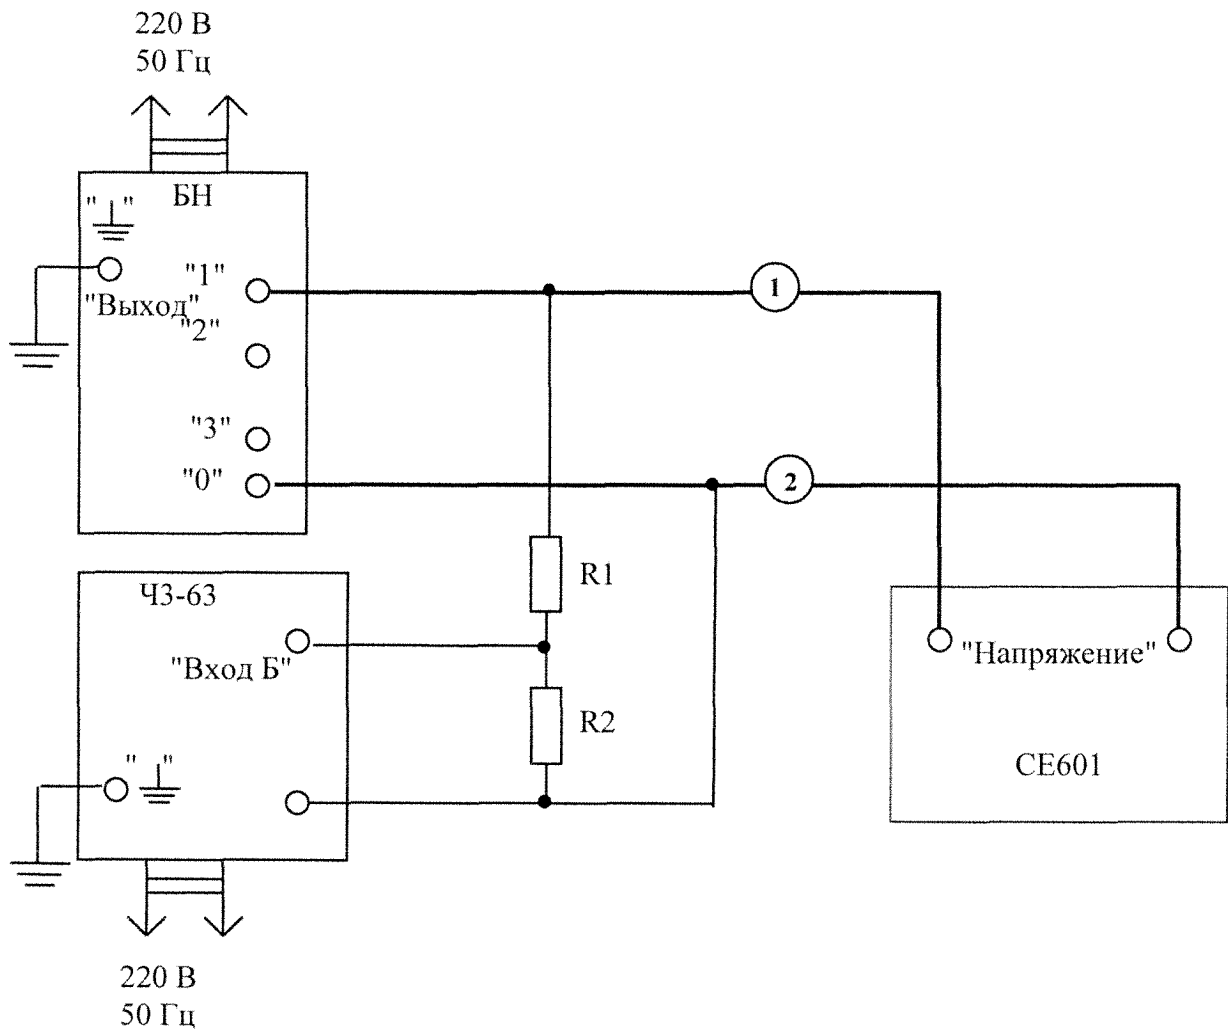 220 В
50 Гц
БН
" "
"1"
"Выход"
"2"
"3"
"0"
1
2
R1
ЧЗ-63
"Вход Б"
"Напряжение"
R2
" "
СЕ601
220 В
50 Гц